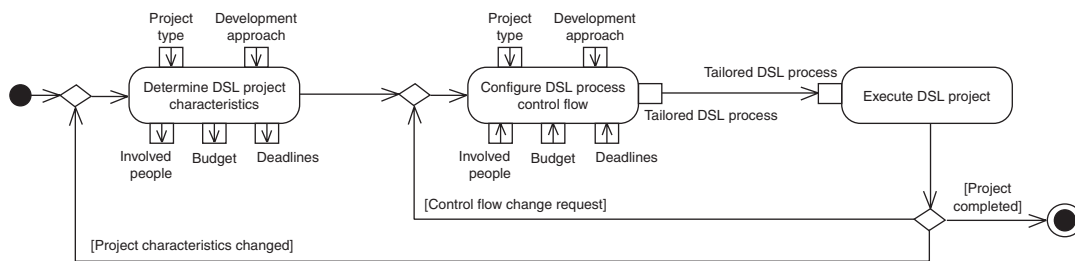 Project
type
Development
approach
Determine DSL project
characteristics
Involved
people
Budget
Deadlines
Project
type
Development
approach
Configure DSL process
control flow
Involved
people
Budget
Deadlines
Tailored DSL process
Tailored DSL process
Execute DSL project
[Control flow change request]
[Project
completed]
[Project characteristics changed]